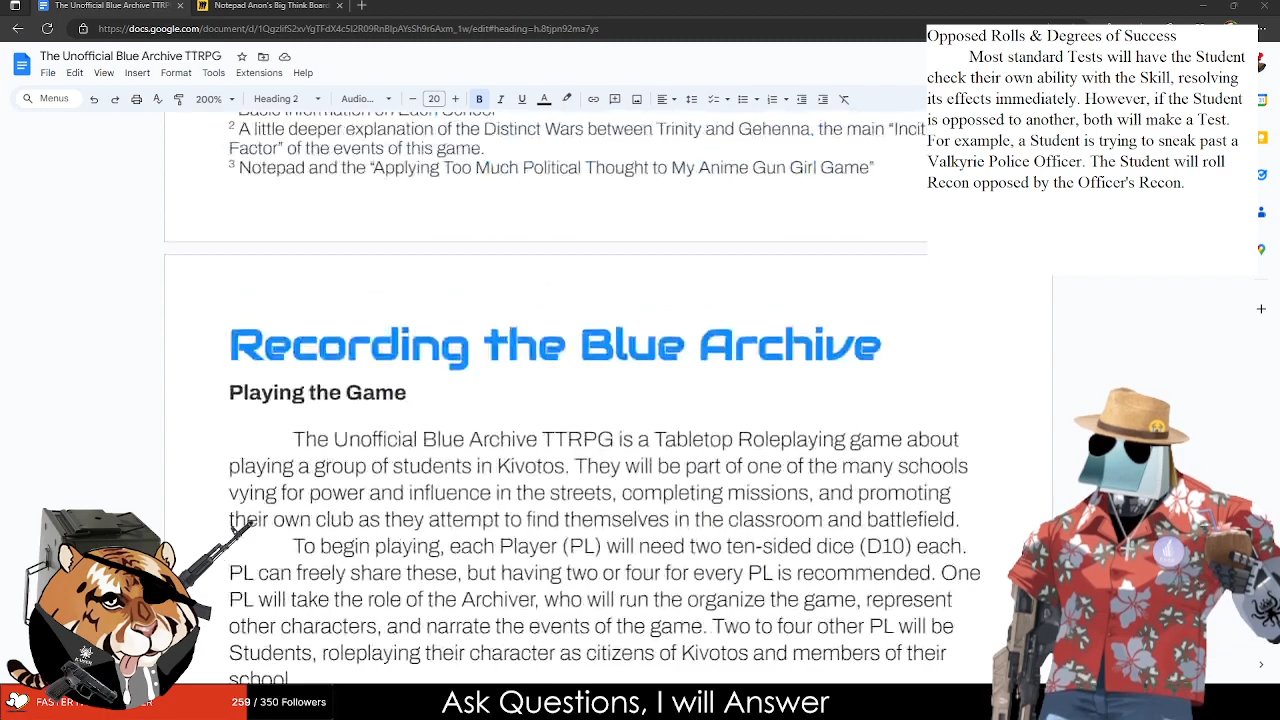 The Unofficial Blue Archive TTRPG
Notepad Anon's Big Think Board
https://docs.google.com/document/d/1QgzIifS2xvYgTFdX4c5l2R09RnBlpAYsSh9r6Axm_1w/edit#heading=h.8tjpn92ma7ys
The Unofficial Blue Archive TTRPG
File Edit View Insert Format Tools Extensions Help
Menus 200% Heading 2 Audio... 20 B I U A
Basic Information on Each School
2 A little deeper explanation of the Distinct Wars between Trinity and Gehenna, the main “Incit
Factor” of the events of this game.
3 Notepad and the “Applying Too Much Political Thought to My Anime Gun Girl Game”
Opposed Rolls & Degrees of Success
Most standard Tests will have the Student
check their own ability with the Skill, resolving
its effects immediately. However, if the Student
is oppossed to another, both will make a Test.
For example, a Student is trying to sneak past a
Valkyrie Police Officer. The Student will roll
Recon opposed by the Officer's Recon.
Recording the Blue Archive
Playing the Game
The Unofficial Blue Archive TTRPG is a Tabletop Roleplaying game about
playing a group of students in Kivotos. They will be part of one of the many schools
vying for power and influence in the streets, completing missions, and promoting
their own club as they attempt to find themselves in the classroom and battlefield.
To begin playing, each Player (PL) will need two ten-sided dice (D10) each.
PL can freely share these, but having two or four for every PL is recommended. One
PL will take the role of the Archiver, who will run the organize the game, represent
other characters, and narrate the events of the game. Two to four other PL will be
Students, roleplaying their character as citizens of Kivotos and members of their
school.
259 / 350 Followers
Ask Questions, I will Answer